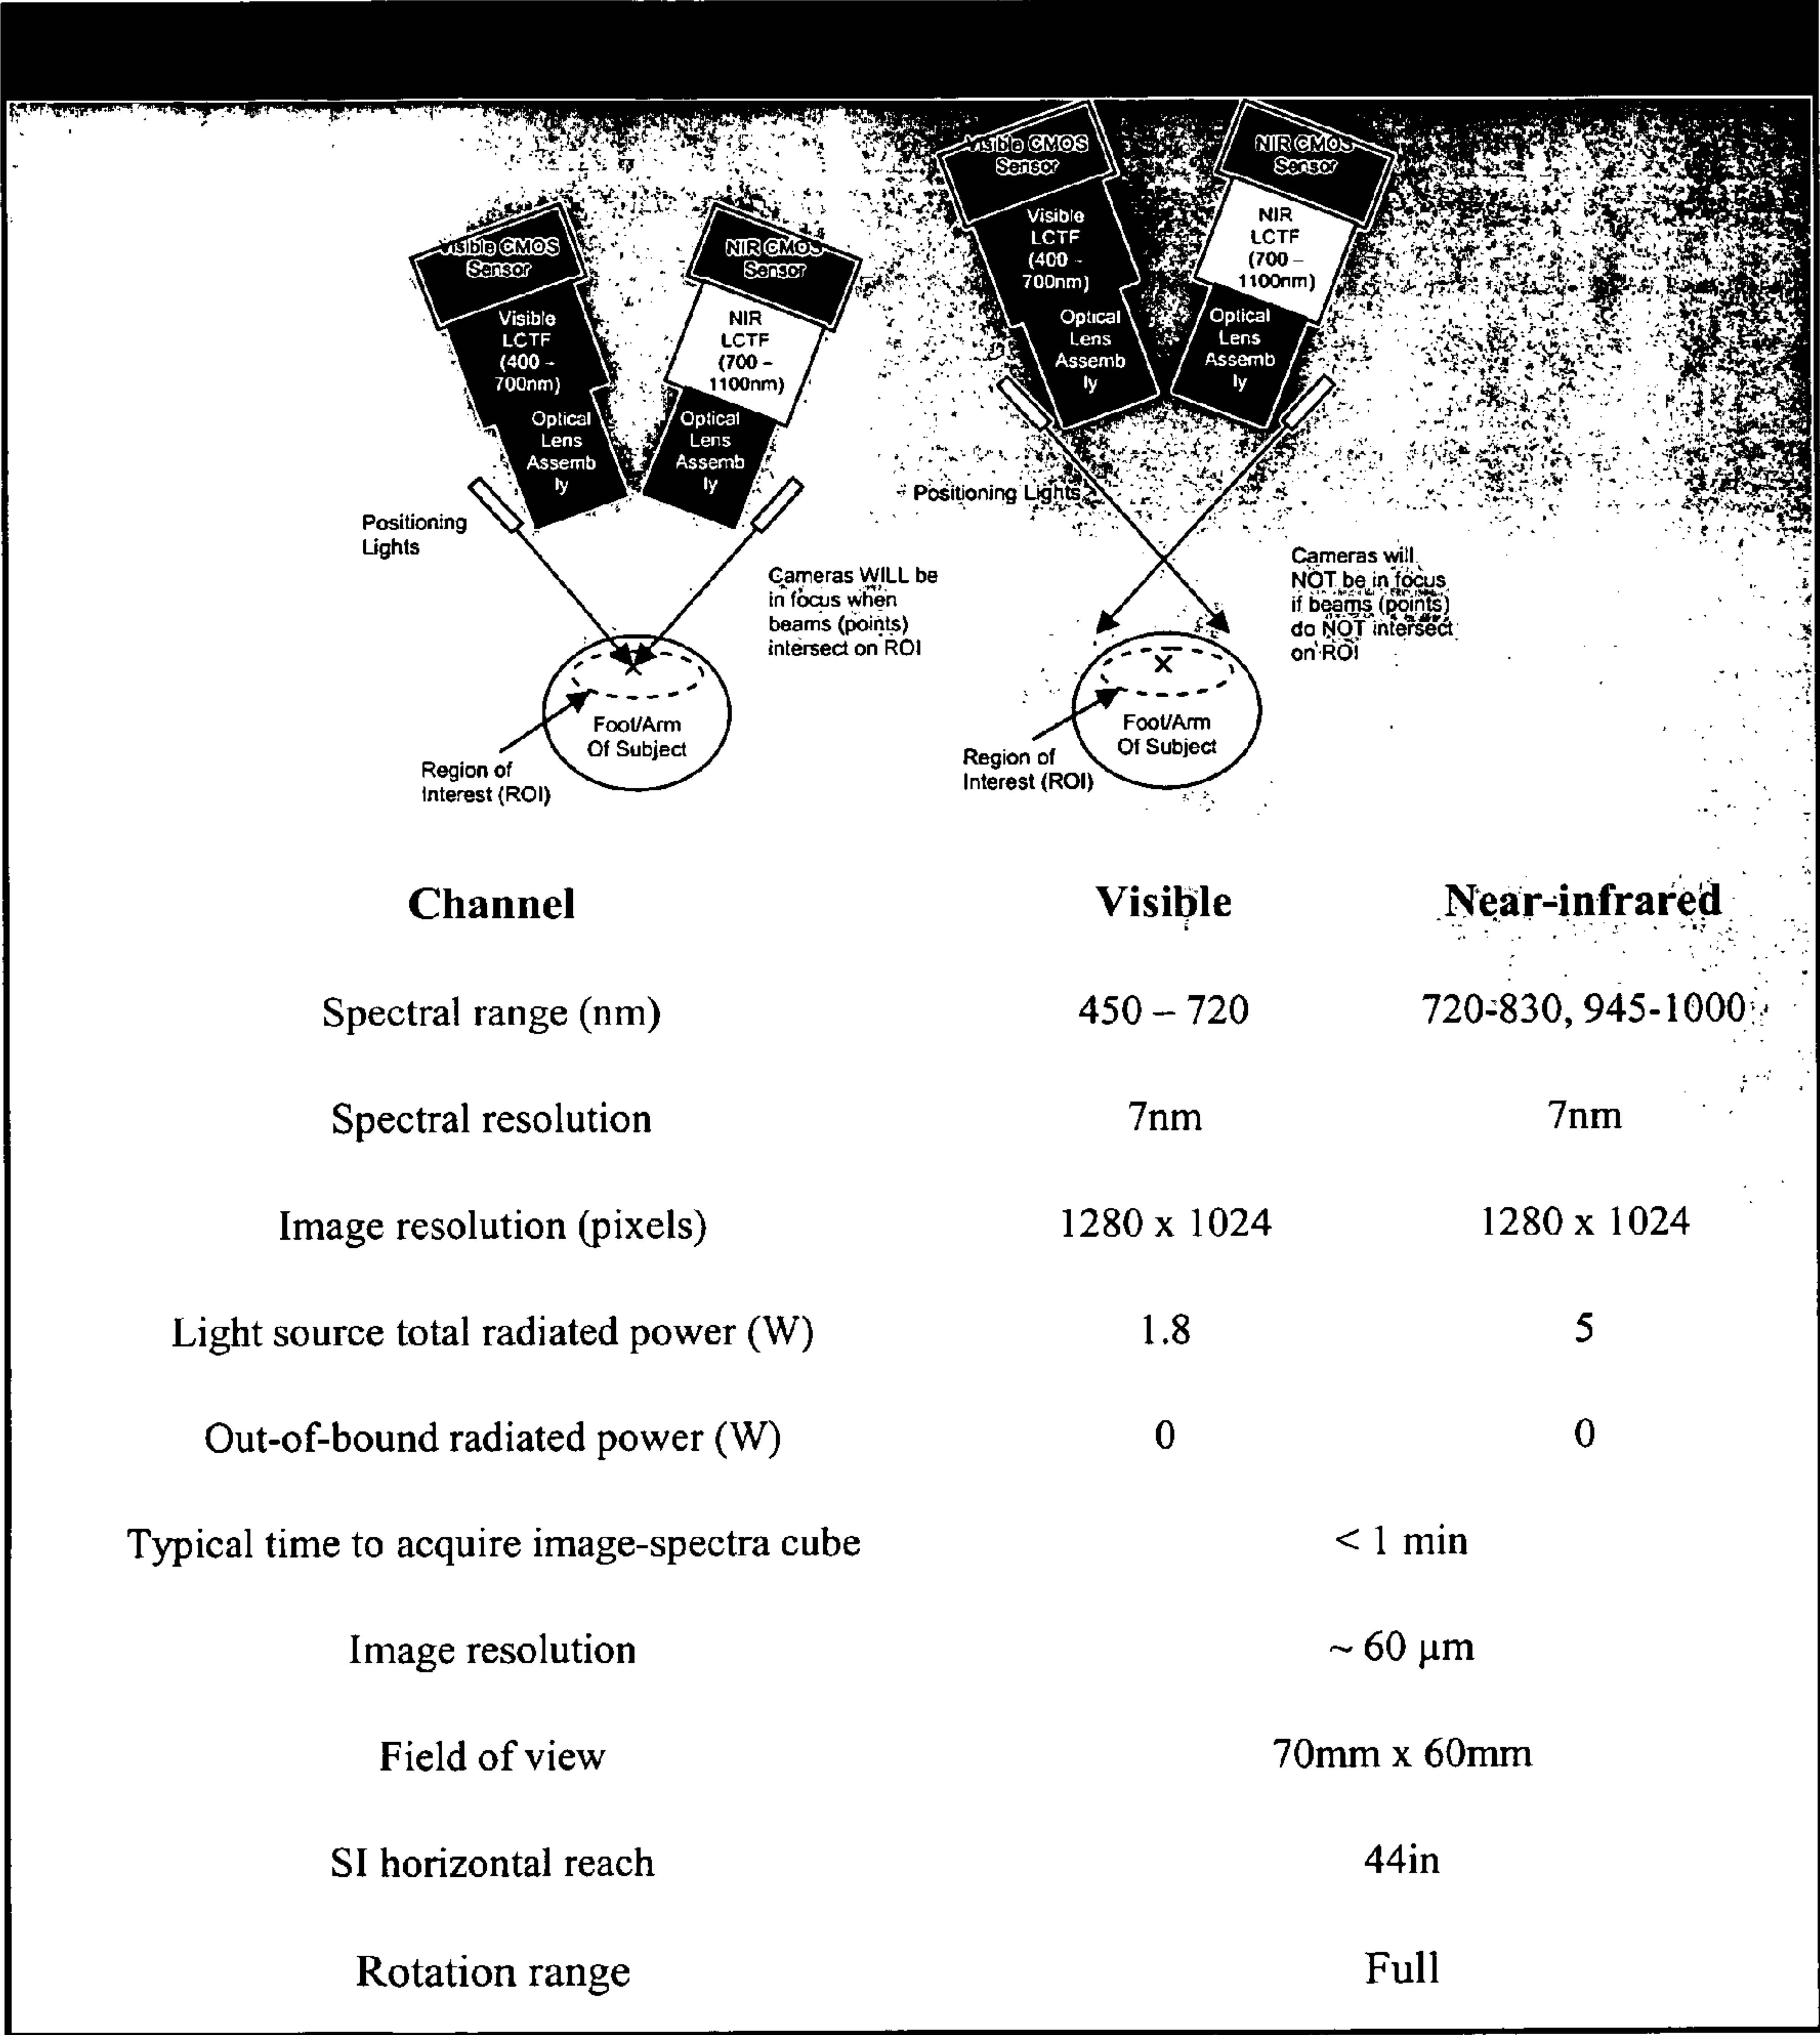 Visible CMOS
Sensor
Visible
LCTF
(400 -
700nm)
Optical
Lens
Assemb
ly
NIR CMOS
Sensor
NIR
LCTF
(700 -
1100nm)
Optical
Lens
Assemb
ly
Positioning
Lights
Cameras WILL be
in focus when
beams (points)
intersect on ROI
Foot/Arm
Of Subject
Region of
Interest (ROI)
Visible CMOS
Sensor
Visible
LCTF
(400 -
700nm)
Optical
Lens
Assemb
ly
NIR CMOS
Sensor
NIR
LCTF
(700 -
1100nm)
Optical
Lens
Assemb
ly
Positioning Lights
Cameras will
NOT be in focus
if beams (points)
do NOT intersect
on ROI
X
Foot/Arm
Of Subject
Region of
Interest (ROI)
Channel Visible Near-infrared
Spectral range (nm) 450 – 720 720-830, 945-1000
Spectral resolution 7nm 7nm
Image resolution (pixels) 1280 x 1024 1280 x 1024
Light source total radiated power (W) 1.8 5
Out-of-bound radiated power (W) 0 0
Typical time to acquire image-spectra cube < 1 min
Image resolution ~ 60 µm
Field of view 70mm x 60mm
SI horizontal reach 44in
Rotation range Full